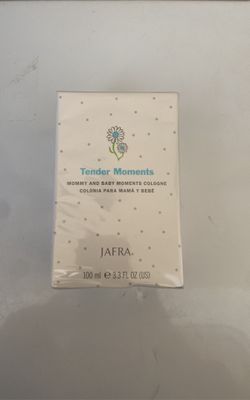 Tender Moments
MOMMY AND BABY MOMENTS COLOGNE
COLONIA PARA MAMÁ Y BEBÉ
JAFRA
100 ml ℮ 3.3 FL OZ (US)